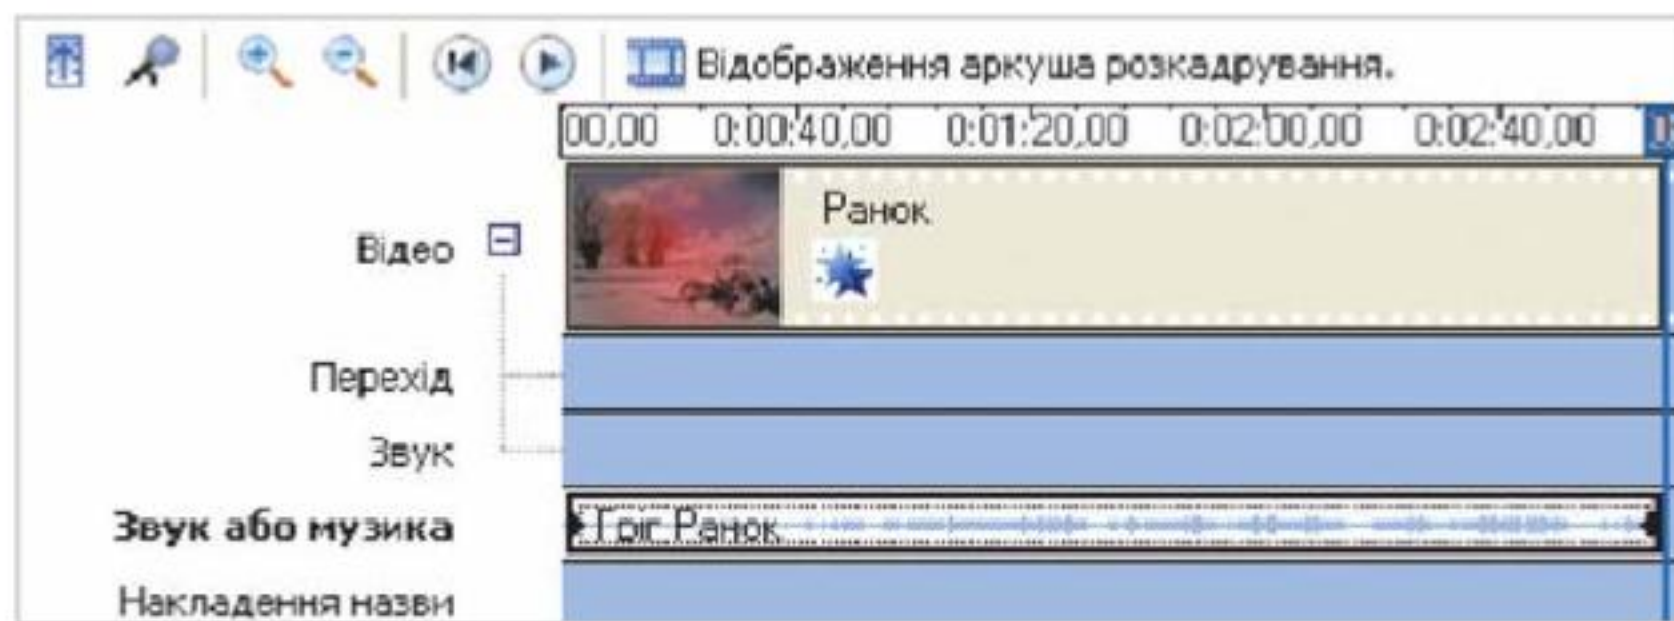 Відображення аркуша розкадрування.
00,00 0:00:40,00 0:01:20,00 0:02:00,00 0:02:40,00
Ранок
Відео
Перехід
Звук
Звук або музика
Гріг Ранок
Накладення назви